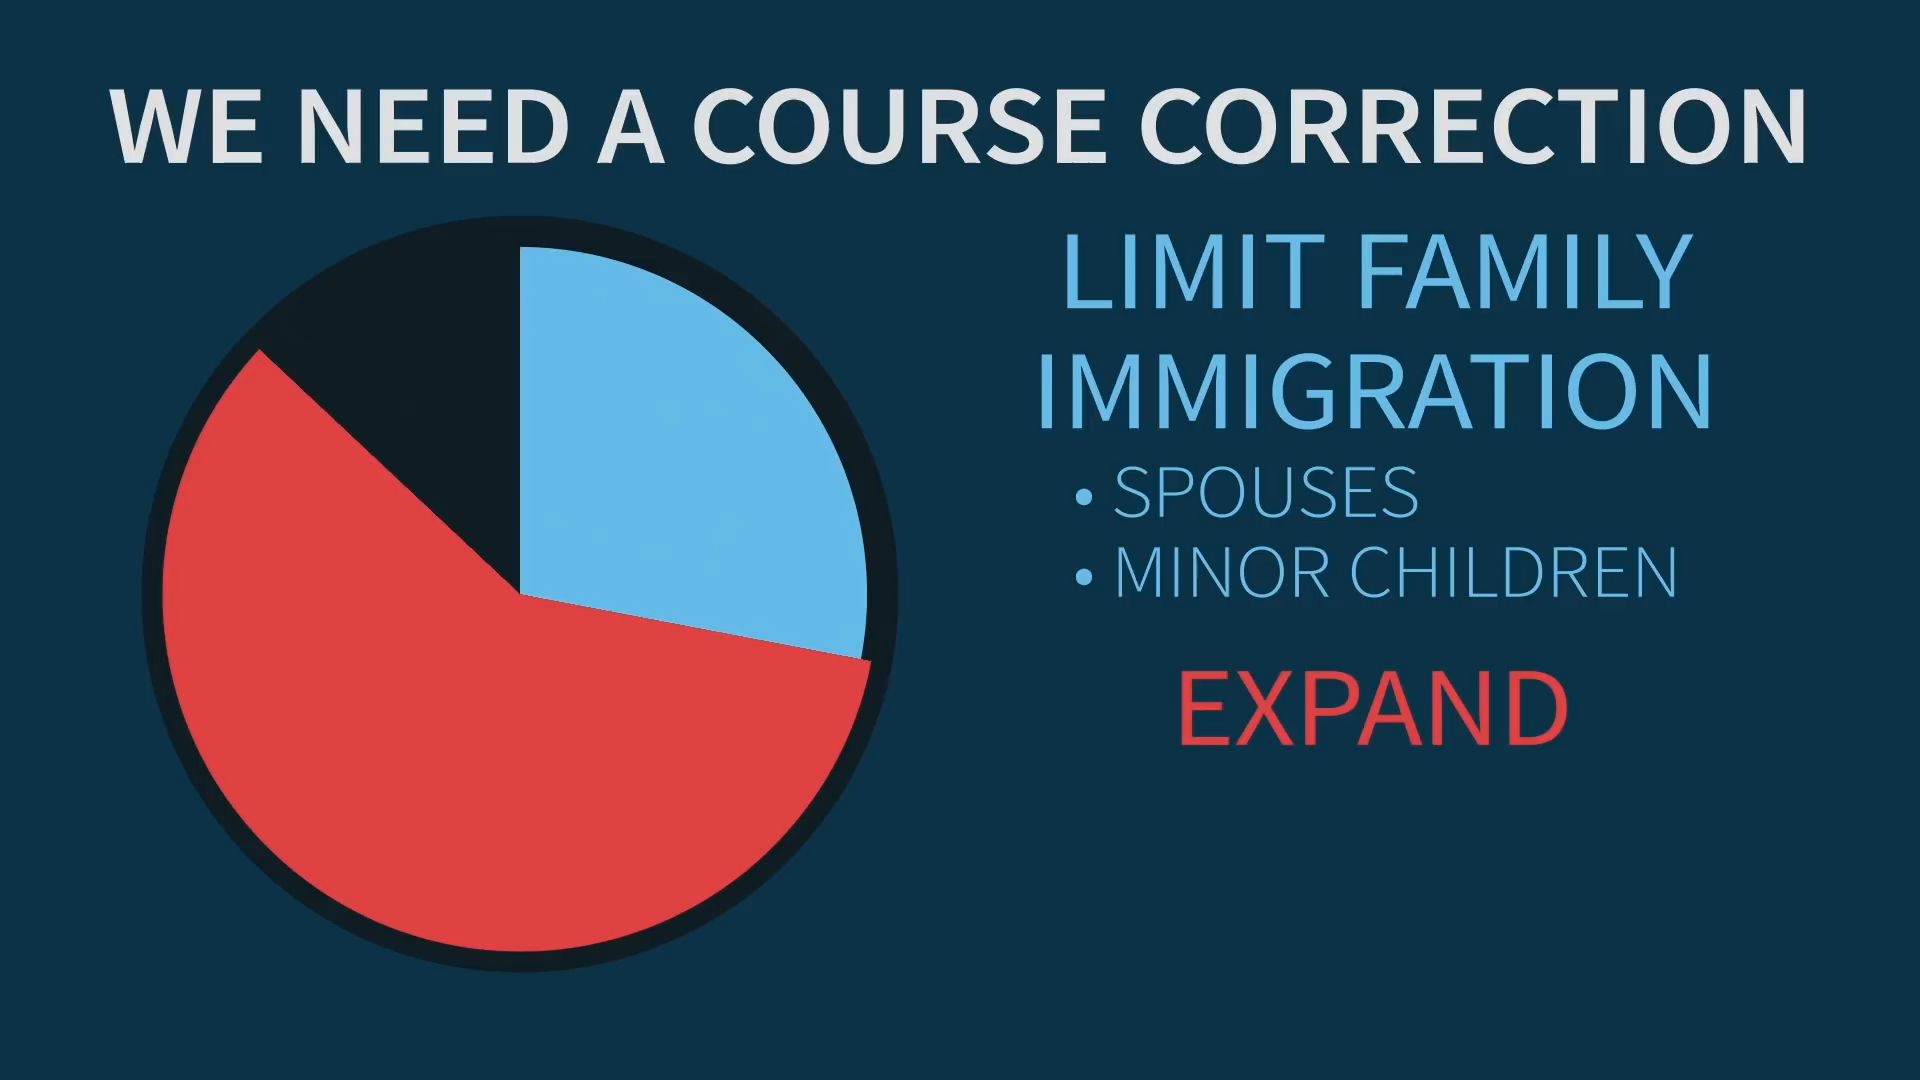 WE NEED A COURSE CORRECTION
LIMIT FAMILY
IMMIGRATION
• SPOUSES
• MINOR CHILDREN
EXPAND